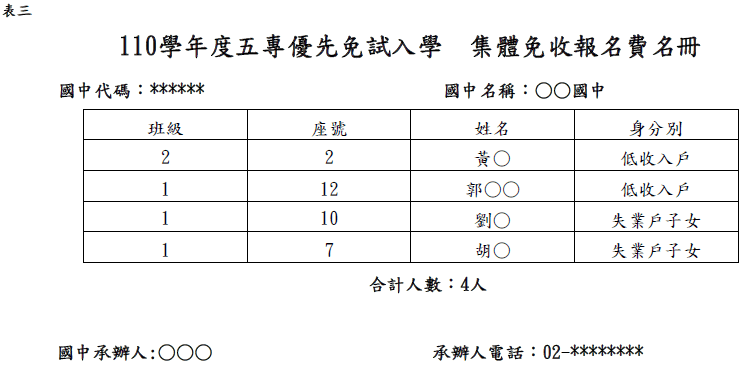 表三
110學年度五專優先免試入學 集體免收報名費名冊
國中代碼：****** 國中名稱：○○國中
班級 座號 姓名 身分別
2 2 黃○ 低收入戶
1 12 郭○○ 低收入戶
1 10 劉○ 失業戶子女
1 7 胡○ 失業戶子女
合計人數：4人
國中承辦人:○○○ 承辦人電話：02-********